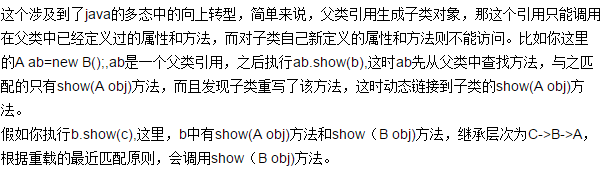 这个涉及到了java的多态中的向上转型，简单来说，父类引用生成子类对象，那这个引用只能调用
在父类中已经定义过的属性和方法，而对子类自己新定义的属性和方法则不能访问。比如你这里
的A ab=new B();,ab是一个父类引用，之后执行ab.show(b),这时ab先从父类中查找方法，与之匹
配的只有show(A obj)方法，而且发现子类重写了该方法，这时动态链接到子类的show(A obj)方
法。
假如你执行b.show(c),这里，b中有show(A obj)方法和show（B obj)方法，继承层次为C->B->A，
根据重载的最近匹配原则，会调用show（B obj)方法。